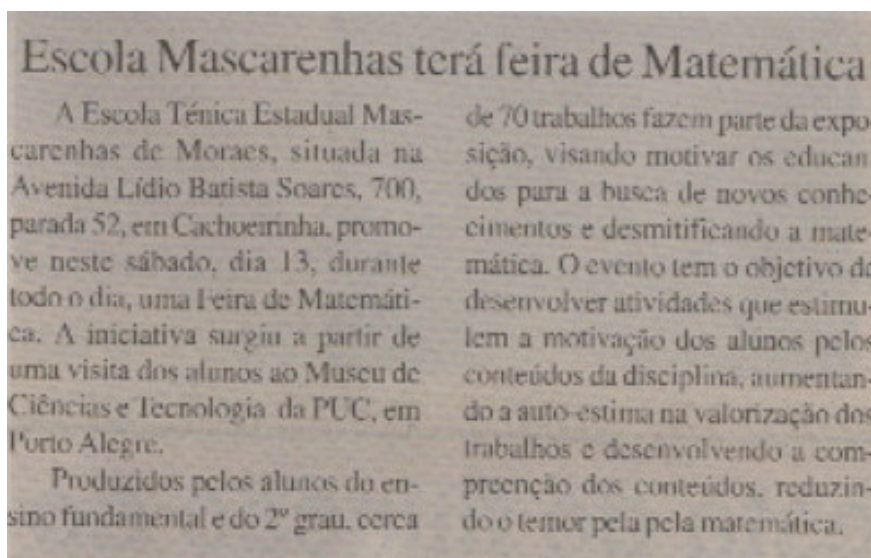 Escola Mascarenhas terá feira de Matemática
A Escola Ténica Estadual Mas-
carenhas de Moraes, situada na
Avenida Lídio Batista Soares, 700,
parada 52, em Cachoeirinha, promo-
ve neste sábado, dia 13, durante
todo o dia, uma Feira de Matemáti-
ca. A iniciativa surgiu a partir de
uma visita dos alunos ao Museu de
Ciências e Tecnologia da PUC, em
Porto Alegre.
Produzidos pelos alunos do en-
sino fundamental e do 2º grau, cerca
de 70 trabalhos fazem parte da expo-
sição, visando motivar os educan
dos para a busca de novos conhe-
cimentos e desmitificando a mate-
mática. O evento tem o objetivo de
desenvolver atividades que estimu-
lem a motivação dos alunos pelos
conteúdos da disciplina, aumentan-
do a auto-estima na valorização dos
trabalhos e desenvolvendo a com-
preenção dos conteúdos, reduzin-
do o temor pela pela matemática.